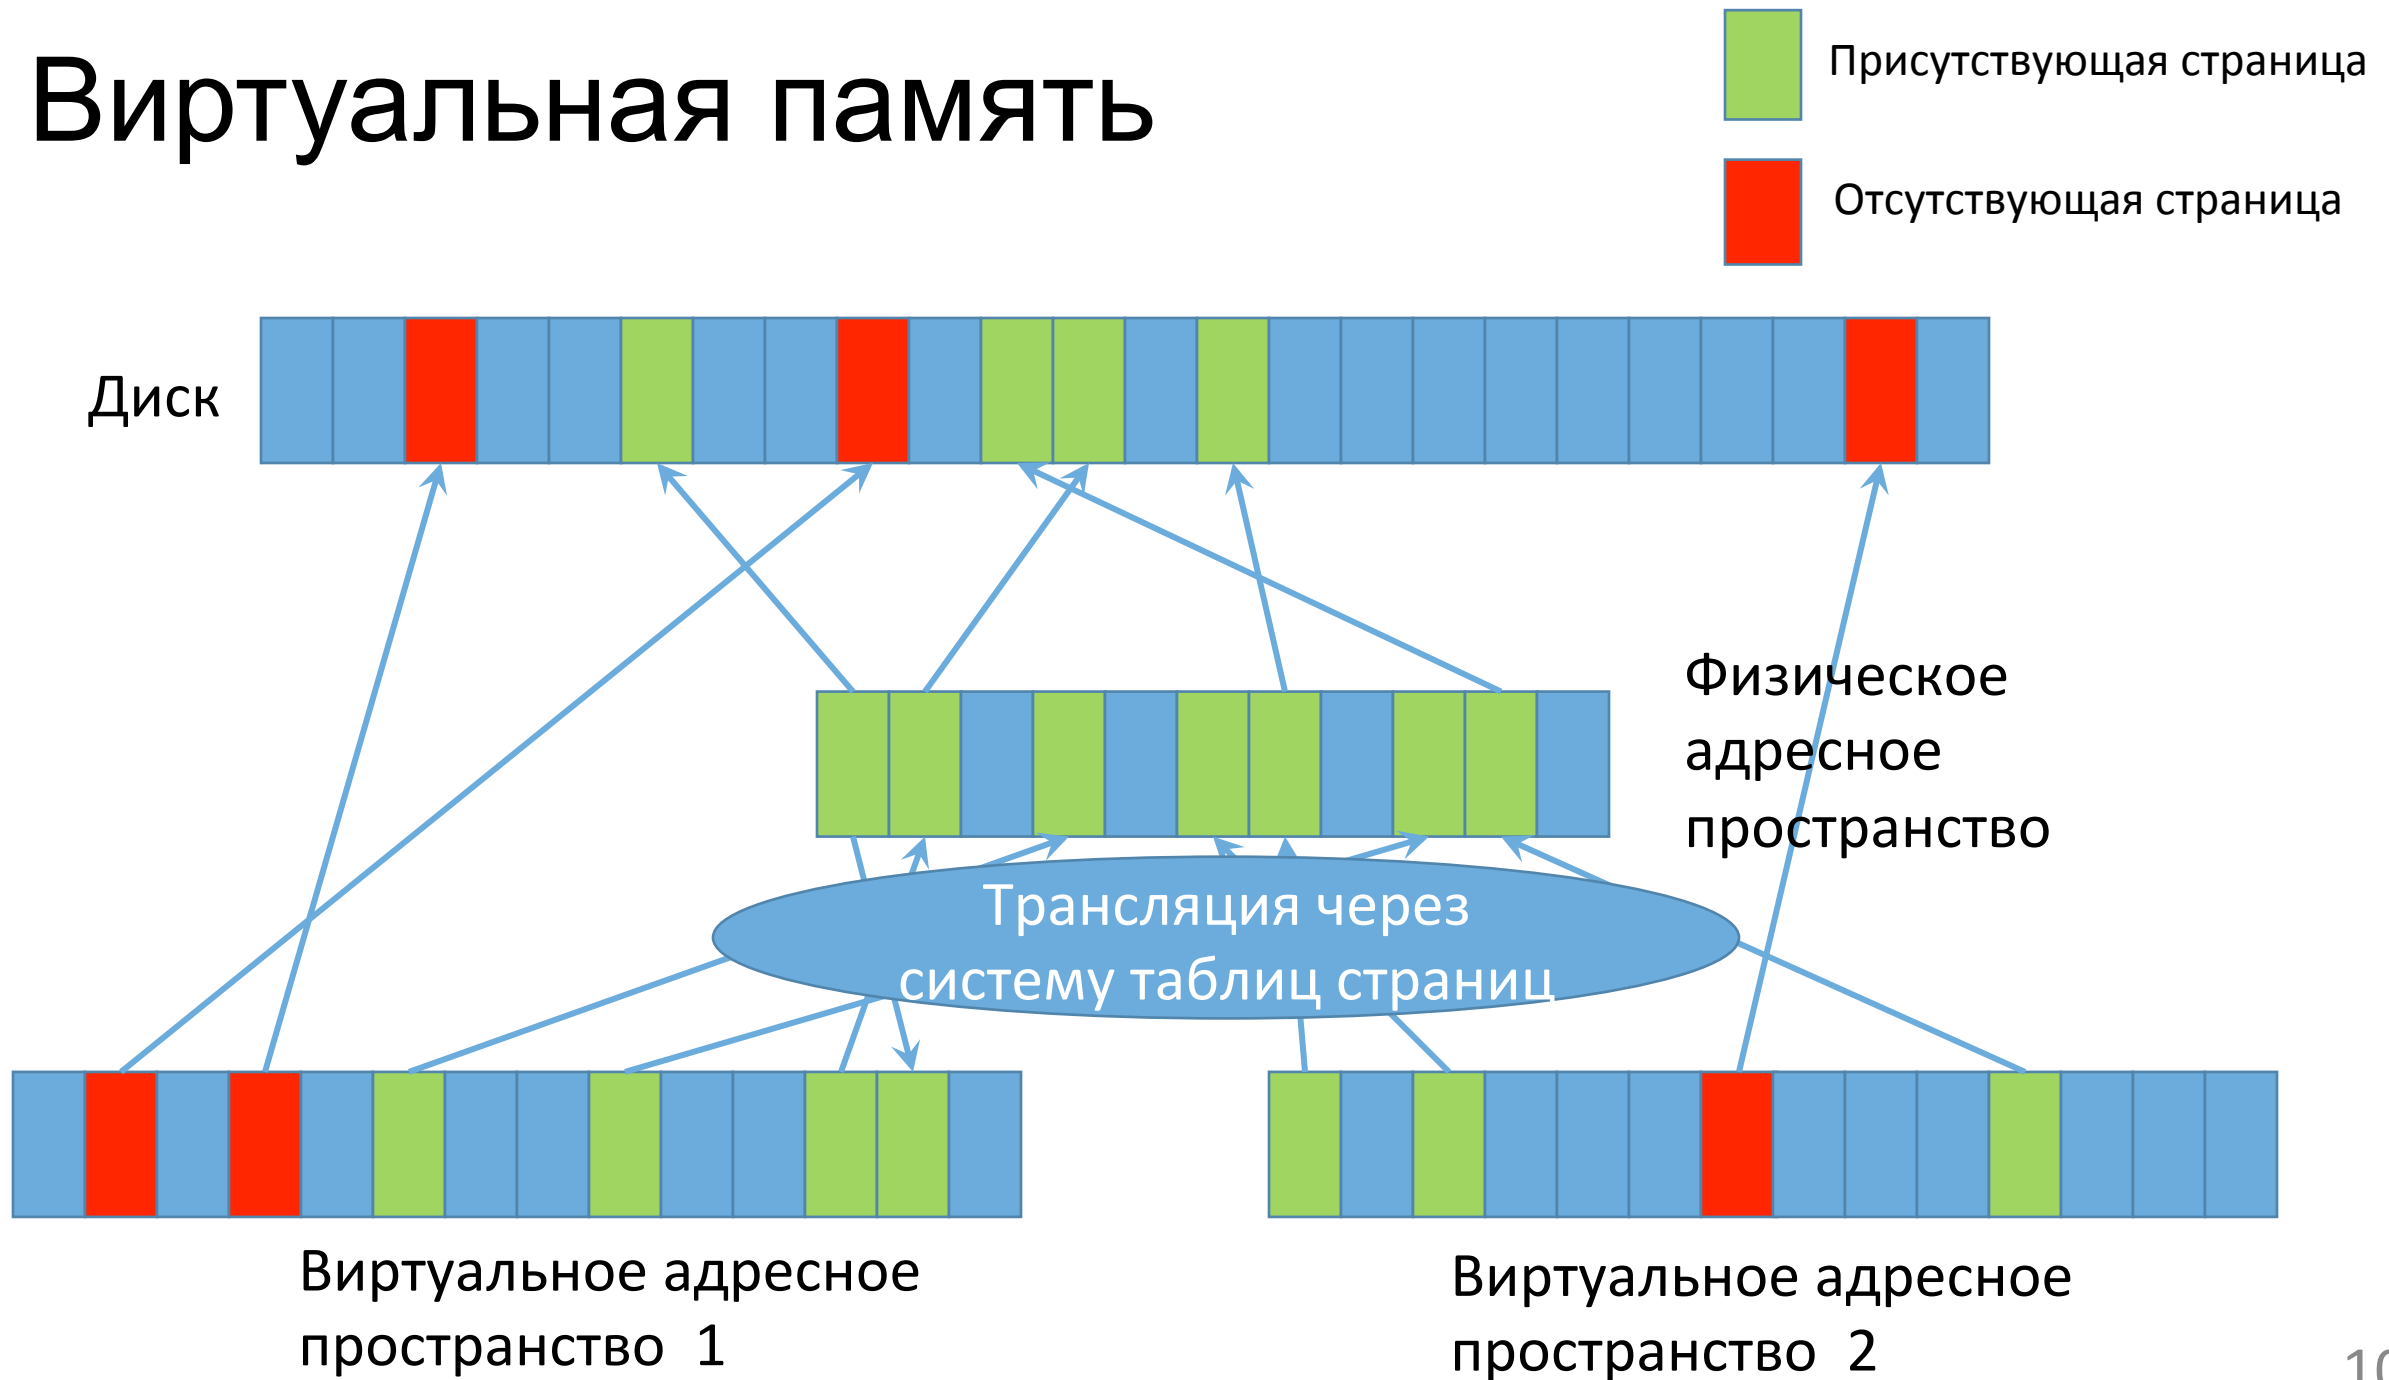 Виртуальная память
Присутствующая страница
Отсутствующая страница
Диск
Физическое
адресное
пространство
Трансляция через
систему таблиц страниц
Виртуальное адресное
пространство 1
Виртуальное адресное
пространство 2